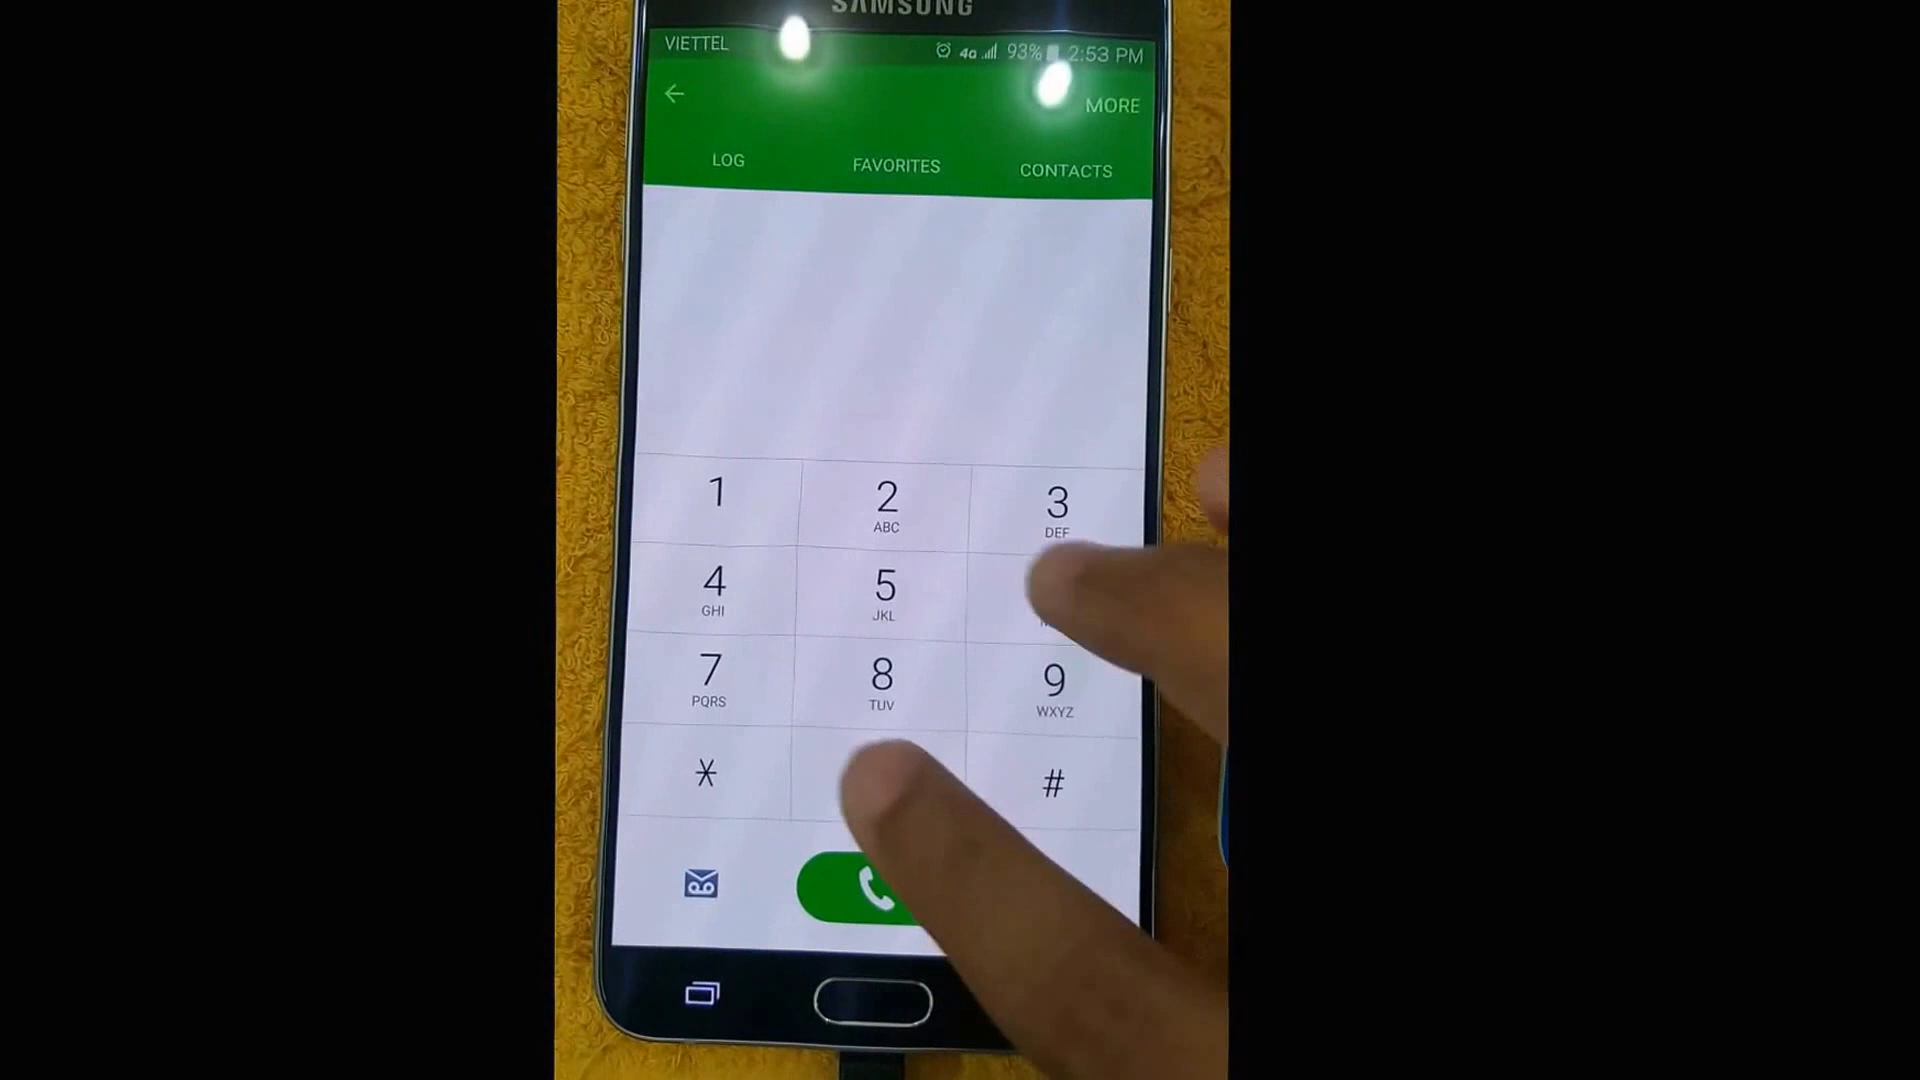 SAMSUNG
VIETTEL 4G 93% 2:53 PM
MORE
LOG FAVORITES CONTACTS
1 2 3
ABC DEF
4 5
GHI JKL
7 8 9
PQRS TUV WXYZ
* #